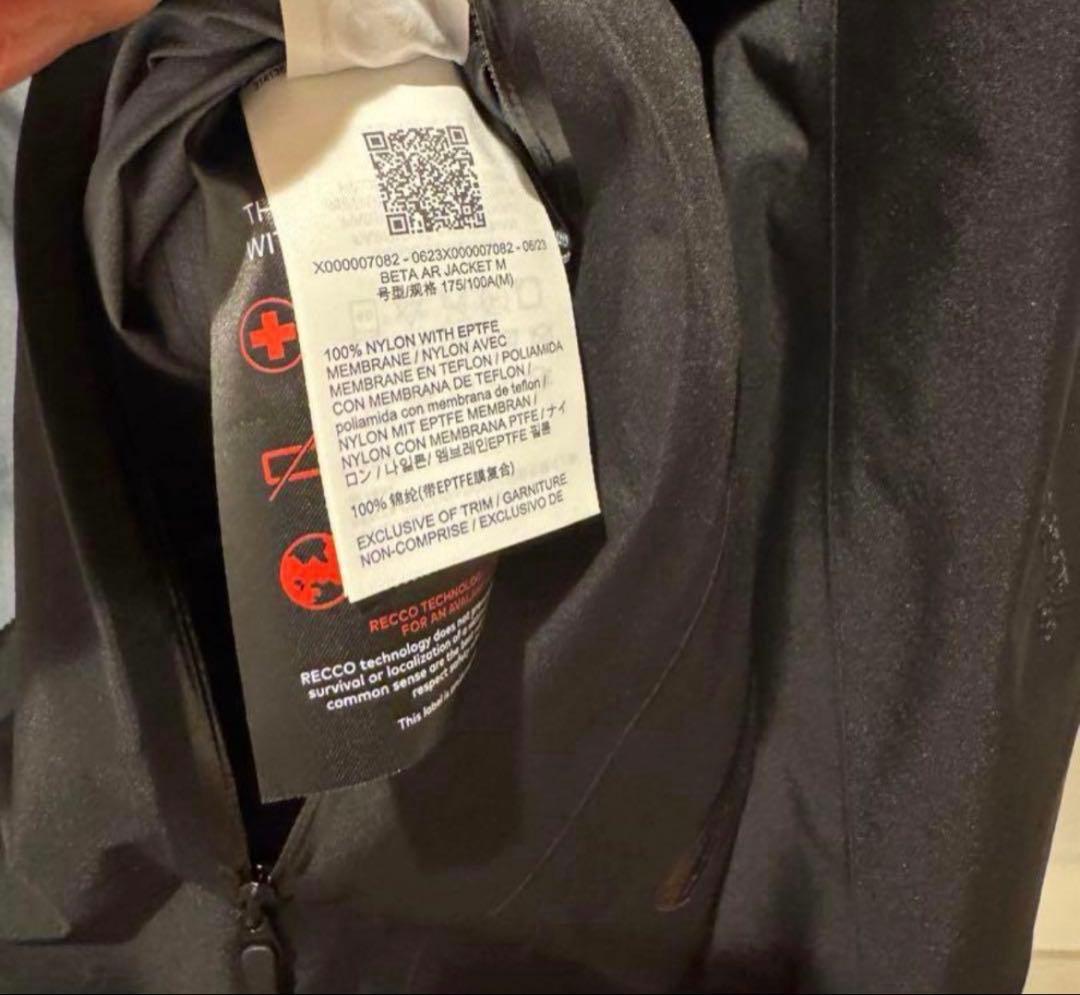 X000007082 - 0623X000007082 - 06/23
BETA AR JACKET M
号型/规格 175/100A(M)
100% NYLON WITH EPTFE
MEMBRANE / NYLON AVEC
MEMBRANE EN TEFLON / POLIAMIDA
CON MEMBRANA DE TEFLON /
poliamida con membrana de teflon /
NYLON MIT EPTFE MEMBRAN /
NYLON CON MEMBRANA PTFE / ナイ
ロン / 나일론/ 멤브레인EPTFE 필름
100% 锦纶(带EPTFE膜复合)
EXCLUSIVE OF TRIM / GARNITURE
NON-COMPRISE / EXCLUSIVO DE
RECCO
FOR AN
RECCO technology does not
survival or localization of
common sense are the
respect
This label is